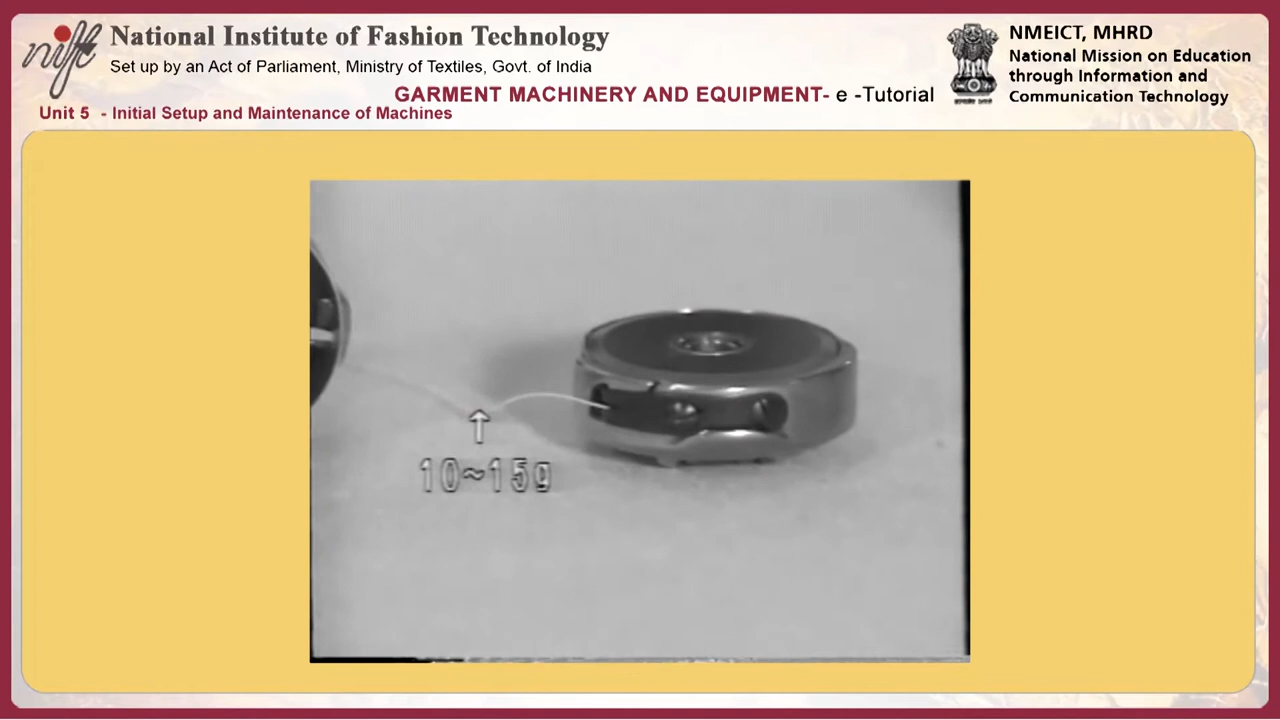 nift
National Institute of Fashion Technology
Set up by an Act of Parliament, Ministry of Textiles, Govt. of India
GARMENT MACHINERY AND EQUIPMENT- e -Tutorial
Unit 5 - Initial Setup and Maintenance of Machines
NMEICT, MHRD
National Mission on Education
through Information and
Communication Technology
10~15g